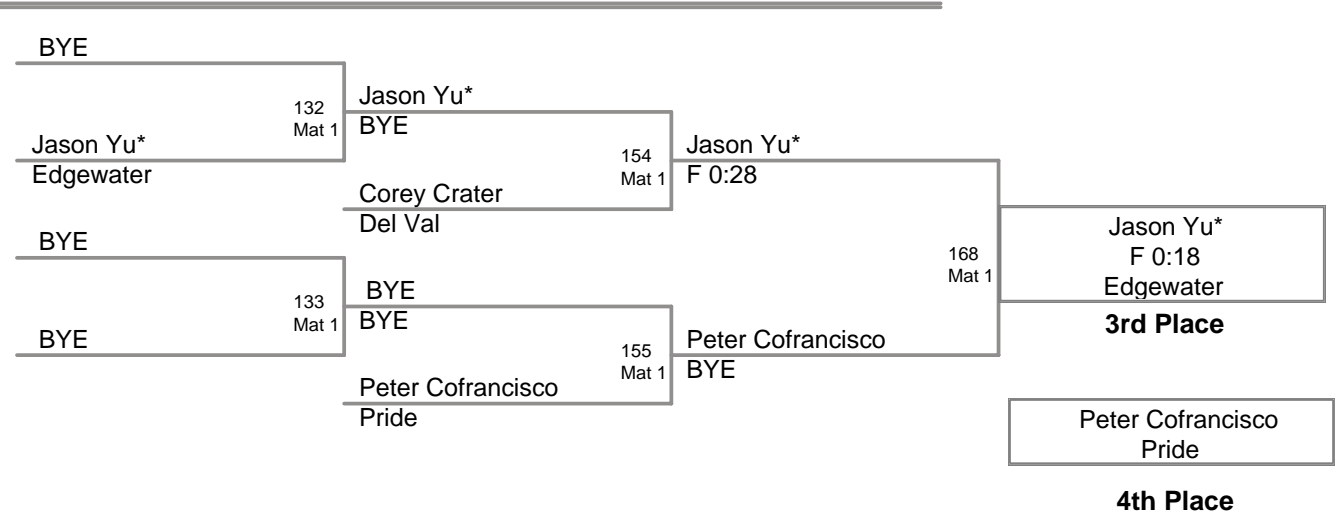 BYE
132
Mat 1
Jason Yu*
Edgewater
Jason Yu*
BYE
154
Mat 1
Corey Crater
Del Val
Jason Yu*
F 0:28
BYE
133
Mat 1
BYE
BYE
BYE
155
Mat 1
Peter Cofrancisco
Pride
Peter Cofrancisco
BYE
168
Mat 1
Jason Yu*
F 0:18
Edgewater
3rd Place
Peter Cofrancisco
Pride
4th Place